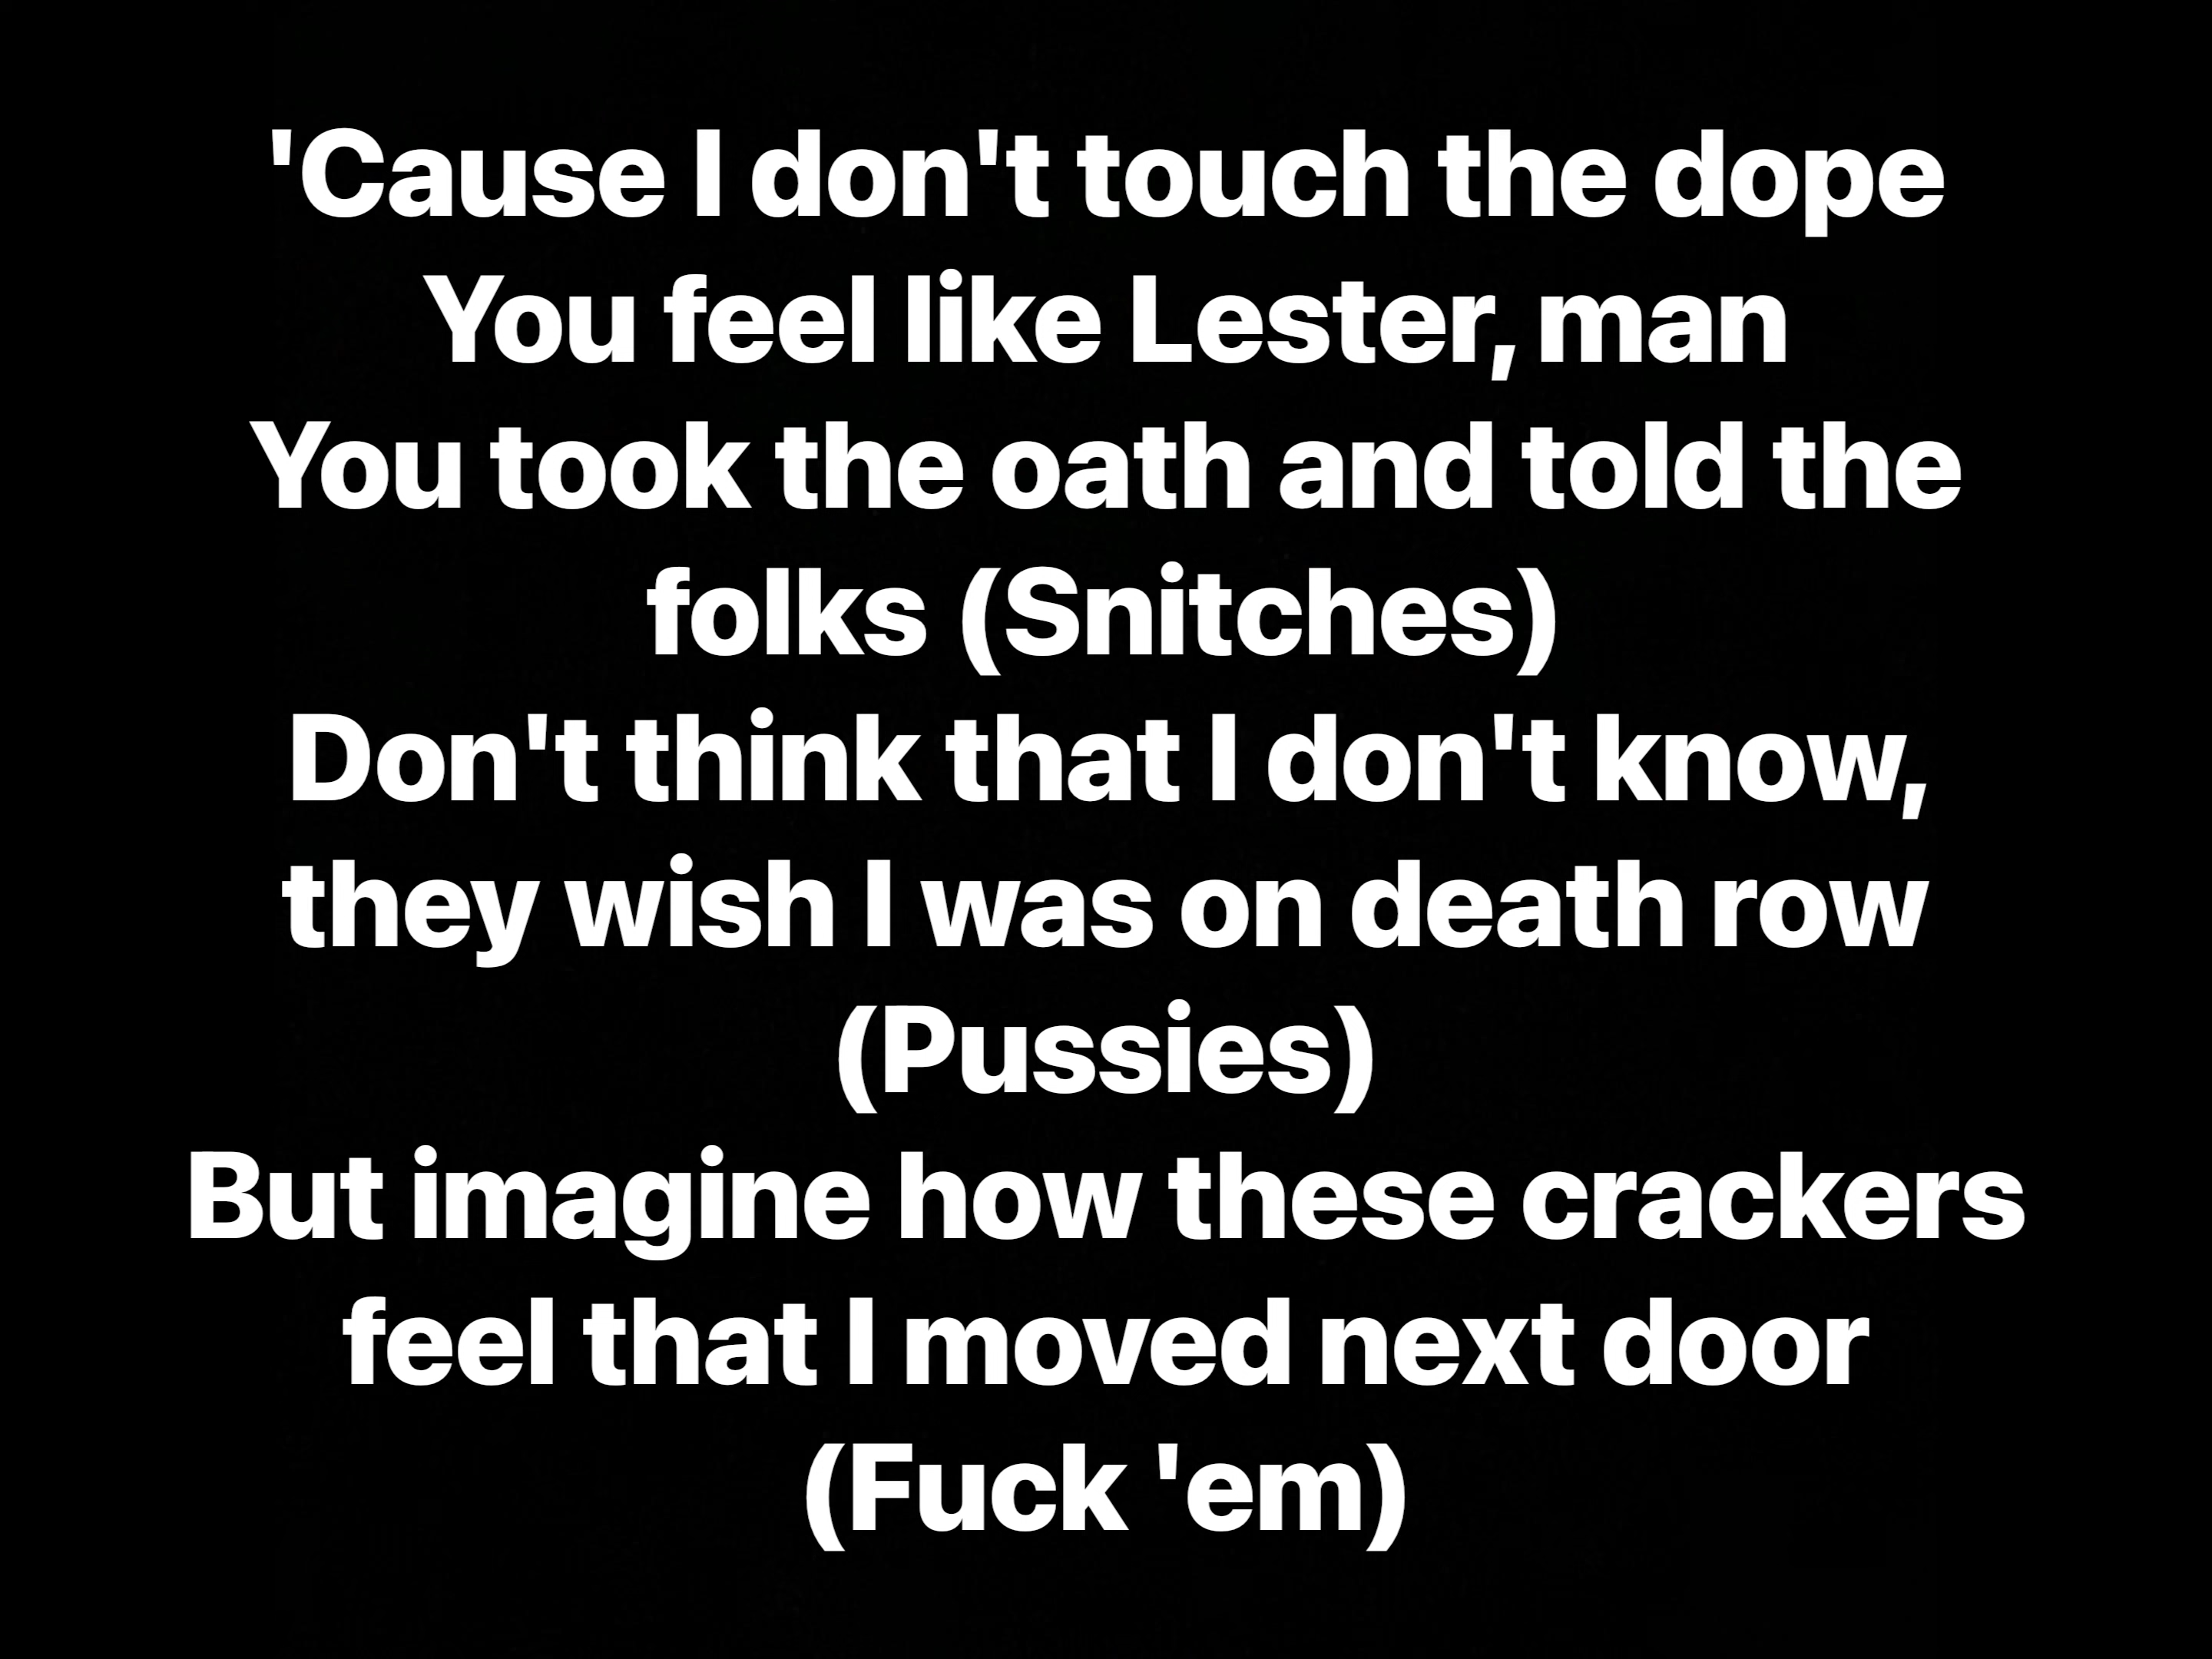 'Cause I don't touch the dope
You feel like Lester, man
You took the oath and told the
folks (Snitches)
Don't think that I don't know,
they wish I was on death row
(Pussies)
But imagine how these crackers
feel that I moved next door
(Fuck 'em)